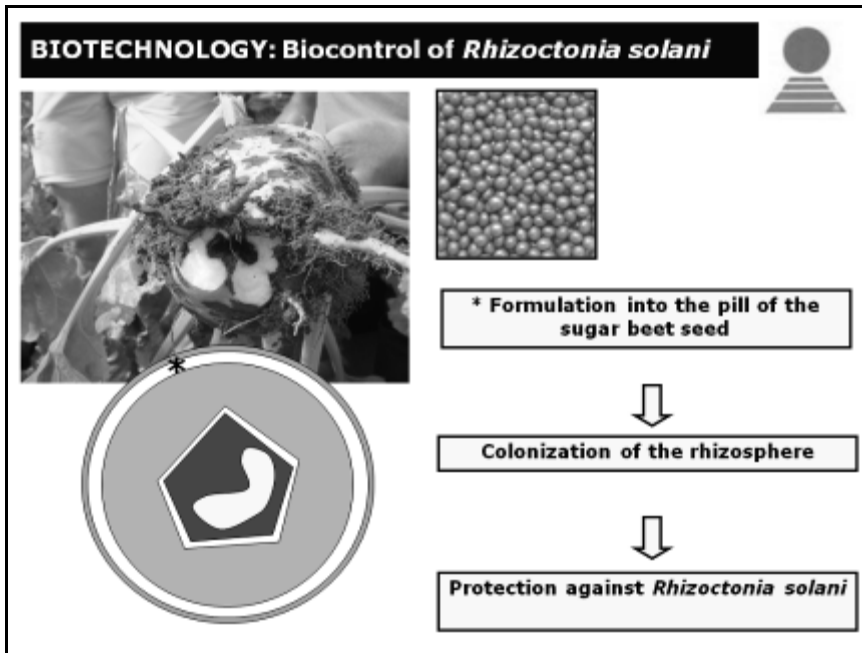 BIOTECHNOLOGY: Biocontrol of Rhizoctonia solani
* Formulation into the pill of the
sugar beet seed
*
Colonization of the rhizosphere
Protection against Rhizoctonia solani